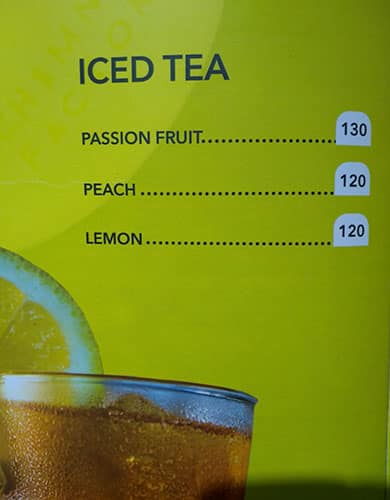 ICED TEA
PASSION FRUIT..................... 130
PEACH .............................. 120
LEMON ............................. 120